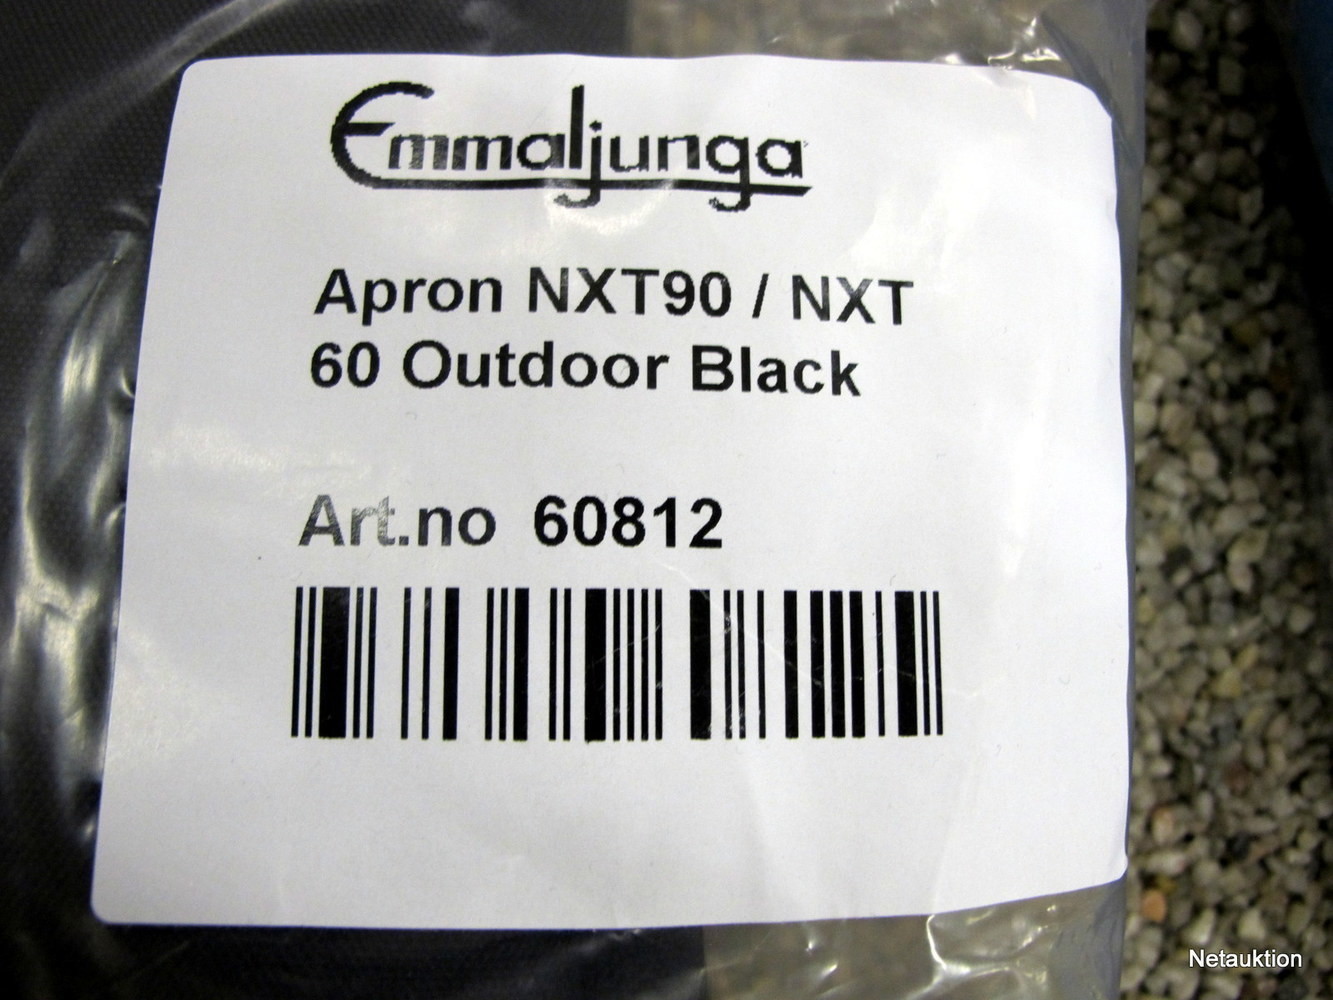 Emmaljunga
Apron NXT90 / NXT
60 Outdoor Black
Art.no 60812
Netauktion